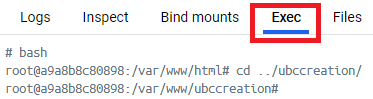 Logs Inspect Bind mounts Exec Files
# bash
root@a9a8b8c80898:/var/www/html# cd ../ubccreation/
root@a9a8b8c80898:/var/www/ubccreation#